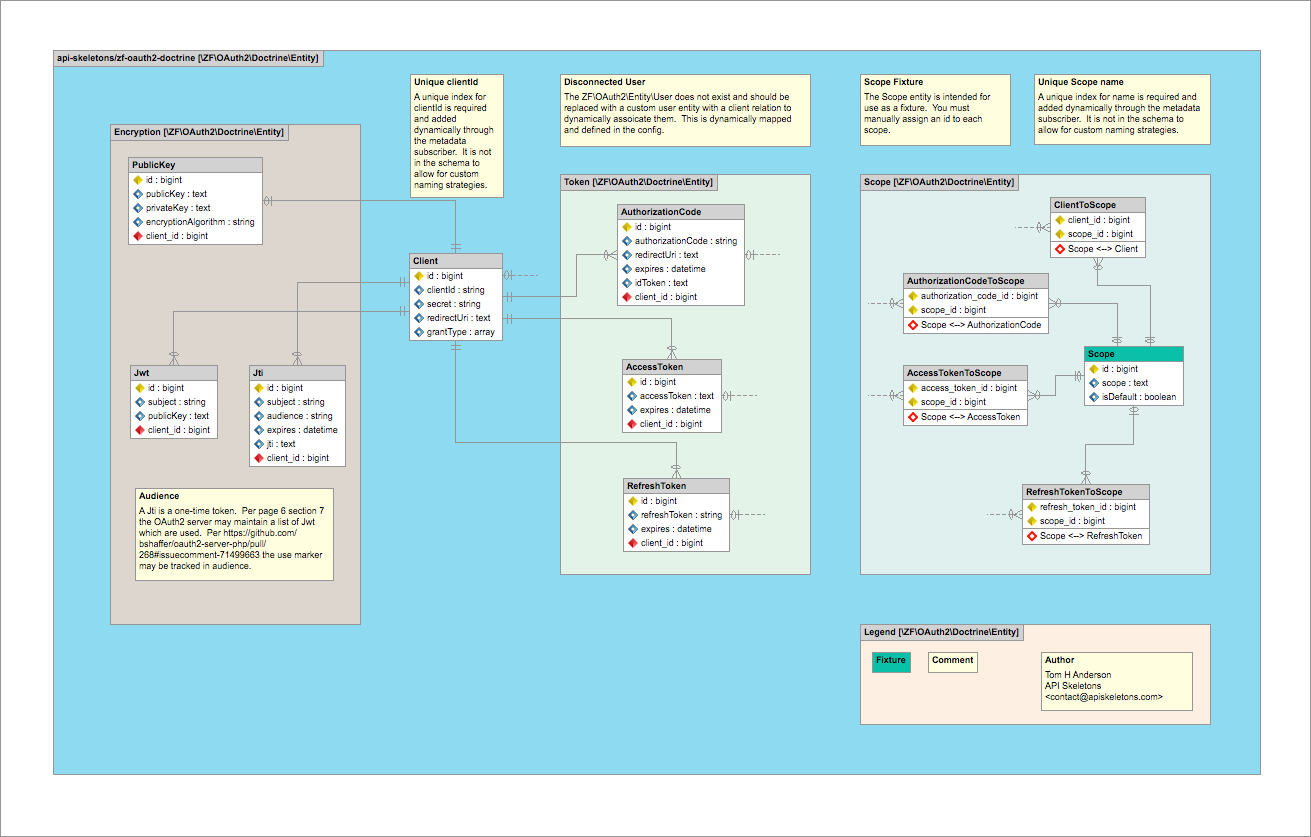 api-skeletons/zf-oauth2-doctrine [\ZF\OAuth2\Doctrine\Entity]
Unique clientId
A unique index for
clientId is required
and added
dynamically through
the metadata
subscriber.  It is not
in the schema to
allow for custom
naming strategies.
Disconnected User
The ZF\OAuth2\Entity\User does not exist and should be
replaced with a custom user entity with a client relation to
dynamically assoicate them.  This is dynamically mapped
and defined in the config.
Scope Fixture
The Scope entity is intended for
use as a fixture.  You must
manually assign an id to each
scope.
Unique Scope name
A unique index for name is required and
added dynamically through the metadata
subscriber.  It is not in the schema to
allow for custom naming strategies.
Encryption [\ZF\OAuth2\Doctrine\Entity]
PublicKey
id : bigint
publicKey : text
privateKey : text
encryptionAlgorithm : string
client_id : bigint
Client
id : bigint
clientId : string
secret : string
redirectUri : text
grantType : array
Jwt
id : bigint
subject : string
publicKey : text
client_id : bigint
Jti
id : bigint
subject : string
audience : string
expires : datetime
jti : text
client_id : bigint
Audience
A Jti is a one-time token.  Per page 6 section 7
the OAuth2 server may maintain a list of Jwt
which are used.  Per https://github.com/
bshaffer/oauth2-server-php/pull/
268#issuecomment-71499663 the use marker
may be tracked in audience.
Token [\ZF\OAuth2\Doctrine\Entity]
AuthorizationCode
id : bigint
authorizationCode : string
redirectUri : text
expires : datetime
idToken : text
client_id : bigint
AccessToken
id : bigint
accessToken : text
expires : datetime
client_id : bigint
RefreshToken
id : bigint
refreshToken : string
expires : datetime
client_id : bigint
Scope [\ZF\OAuth2\Doctrine\Entity]
ClientToScope
client_id : bigint
scope_id : bigint
Scope <--> Client
AuthorizationCodeToScope
authorization_code_id : bigint
scope_id : bigint
Scope <--> AuthorizationCode
Scope
id : bigint
scope : text
isDefault : boolean
AccessTokenToScope
access_token_id : bigint
scope_id : bigint
Scope <--> AccessToken
RefreshTokenToScope
refresh_token_id : bigint
scope_id : bigint
Scope <--> RefreshToken
Legend [\ZF\OAuth2\Doctrine\Entity]
Fixture
Comment
Author
Tom H Anderson
API Skeletons
<contact@apiskeletons.com>